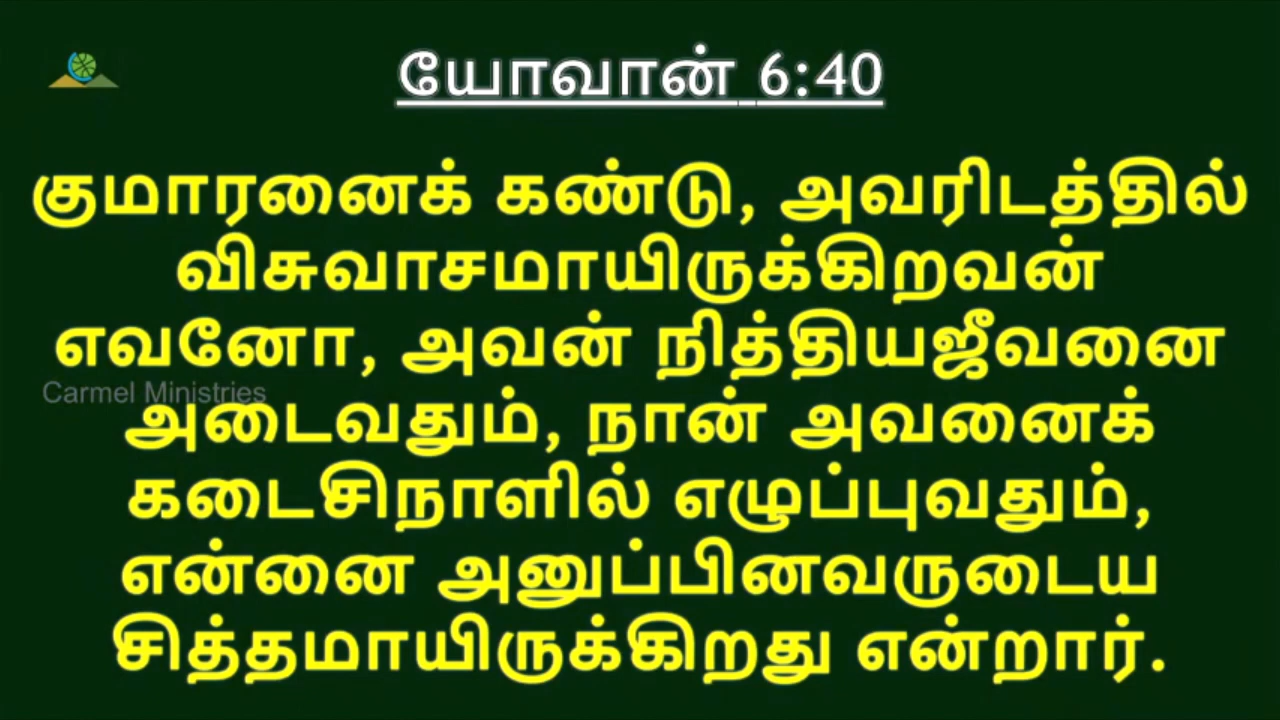 யோவான் 6:40
குமாரனைக் கண்டு, அவரிடத்தில்
விசுவாசமாயிருக்கிறவன்
எவனோ, அவன் நித்தியஜீவனை
Carmel Ministries
அடைவதும், நான் அவனைக்
கடைசிநாளில் எழுப்புவதும்,
என்னை அனுப்பினவருடைய
சித்தமாயிருக்கிறது என்றார்.